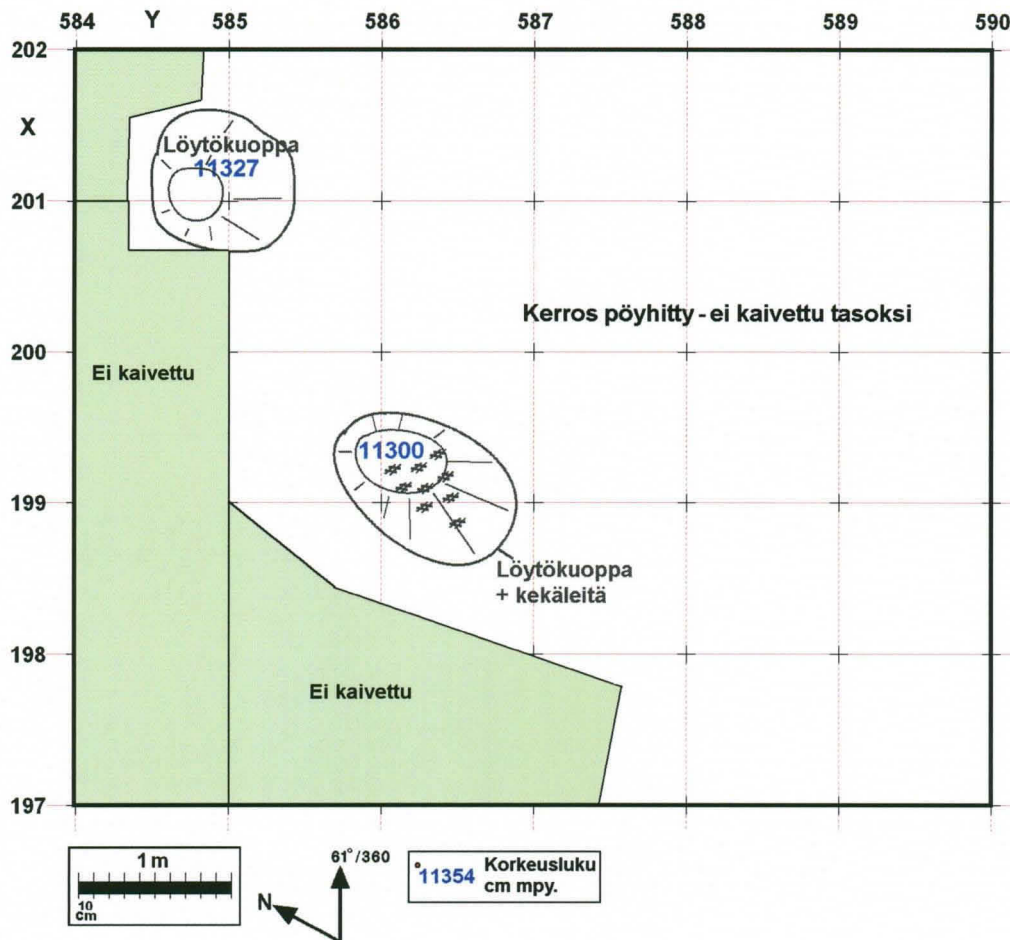 584 Y 585 586 587 588 589 590
202
X
Löytökuoppa
11327
201
Kerros pöyhitty - ei kaivettu tasoksi
200
Ei kaivettu
11300
199
Löytökuoppa
+ kekäleitä
198
Ei kaivettu
197
1 m
10
cm
61°/360
N
11354 Korkeusluku
cm mpy.